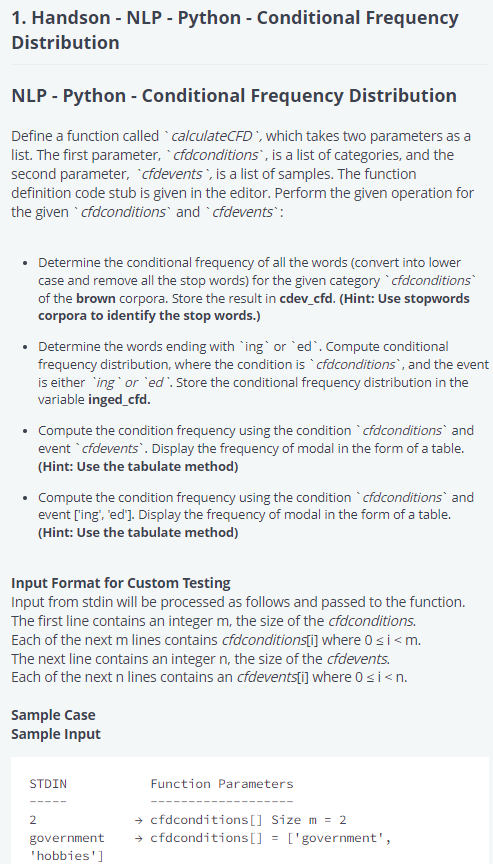 1. Handson - NLP - Python - Conditional Frequency
Distribution
NLP - Python - Conditional Frequency Distribution
Define a function called `calculateCFD`, which takes two parameters as a
list. The first parameter, `cfdconditions`, is a list of categories, and the
second parameter, `cfdevents`, is a list of samples. The function
definition code stub is given in the editor. Perform the given operation for
the given `cfdconditions` and `cfdevents`:
• Determine the conditional frequency of all the words (convert into lower
case and remove all the stop words) for the given category `cfdconditions`
of the brown corpora. Store the result in cdev_cfd. (Hint: Use stopwords
corpora to identify the stop words.)
• Determine the words ending with `ing` or `ed`. Compute conditional
frequency distribution, where the condition is `cfdconditions`, and the event
is either `ing` or `ed`. Store the conditional frequency distribution in the
variable inged_cfd.
• Compute the condition frequency using the condition `cfdconditions` and
event `cfdevents`. Display the frequency of modal in the form of a table.
(Hint: Use the tabulate method)
• Compute the condition frequency using the condition `cfdconditions` and
event ['ing', 'ed']. Display the frequency of modal in the form of a table.
(Hint: Use the tabulate method)
Input Format for Custom Testing
Input from stdin will be processed as follows and passed to the function.
The first line contains an integer m, the size of the cfdconditions.
Each of the next m lines contains cfdconditions[i] where 0 ≤ i < m.
The next line contains an integer n, the size of the cfdevents.
Each of the next n lines contains an cfdevents[i] where 0 ≤ i < n.
Sample Case
Sample Input
STDIN Function Parameters
----- -------------------
2 → cfdconditions[] Size m = 2
government → cfdconditions[] = ['government',
'hobbies']